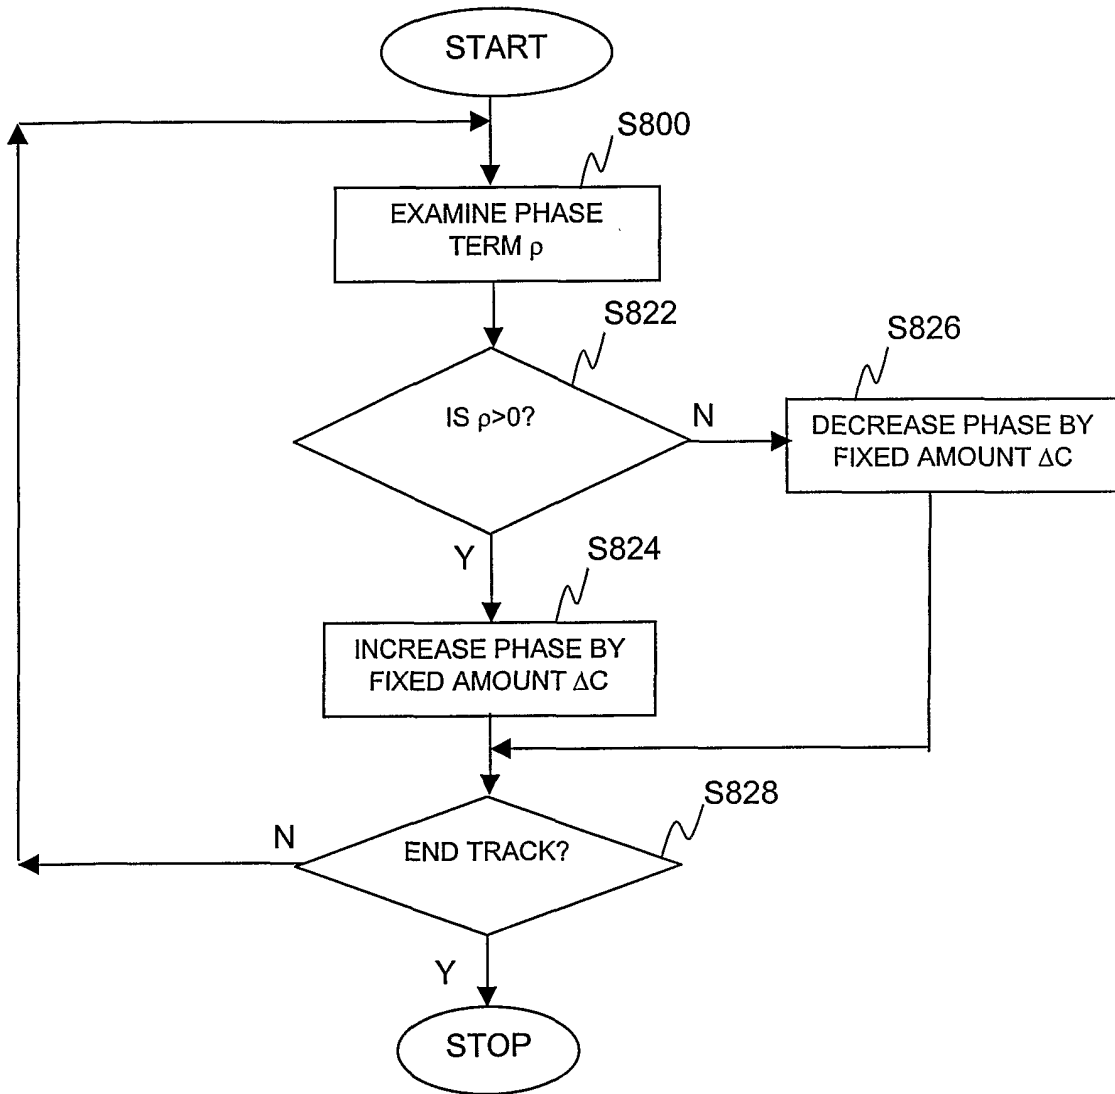 START
S800
EXAMINE PHASE
TERM ρ
S822
IS ρ>0?
N
S826
DECREASE PHASE BY
FIXED AMOUNT ΔC
Y
S824
INCREASE PHASE BY
FIXED AMOUNT ΔC
S828
END TRACK?
N
Y
STOP